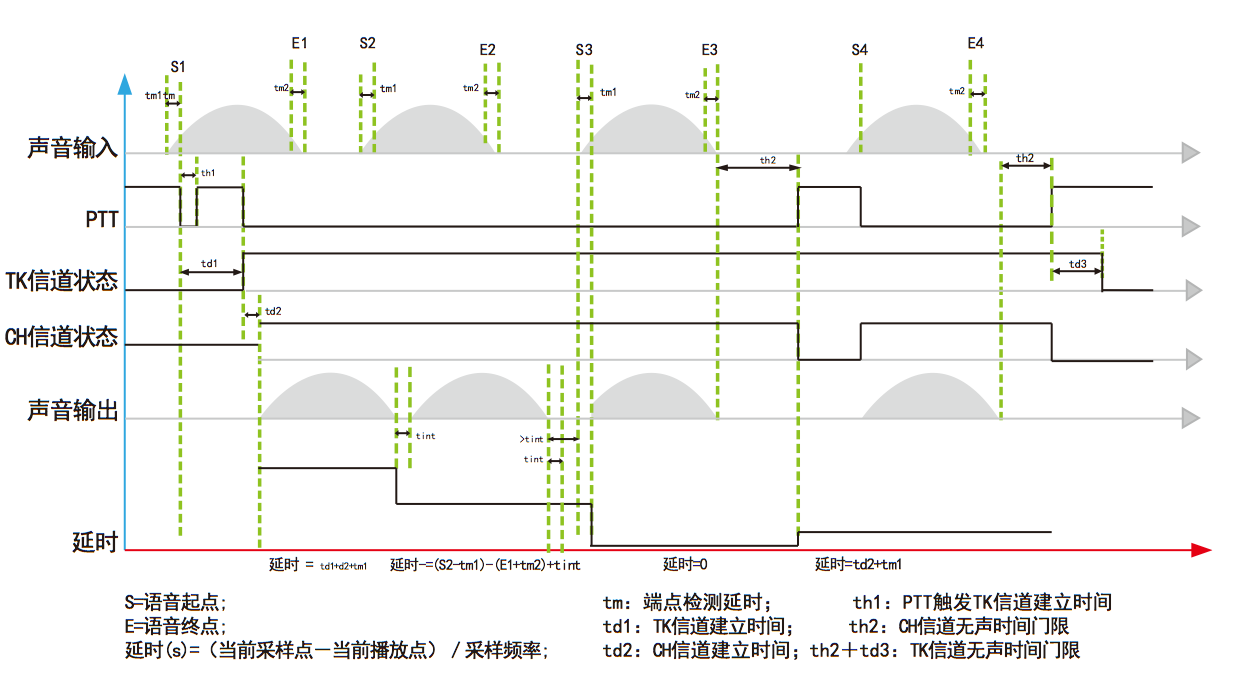 E1
S2
E2
S3
E3
S4
E4
S1
tm1tm
tm2
tm1
tm2
tm1
tm2
tm2
声音输入
th1
th2
th2
PTT
td1
td3
TK信道状态
td2
CH信道状态
声音输出
tint
>tint
tint
延时
延时 = td1+d2+tm1
延时-=(S2-tm1)-(E1+tm2)+tint
延时=0
延时=td2+tm1
S=语音起点;
tm: 端点检测延时;
th1: PTT触发TK信道建立时间
E=语音终点;
td1: TK信道建立时间;
th2: CH信道无声时间门限
延时(s)=（当前采样点－当前播放点）/采样频率;
td2: CH信道建立时间; th2＋td3: TK信道无声时间门限